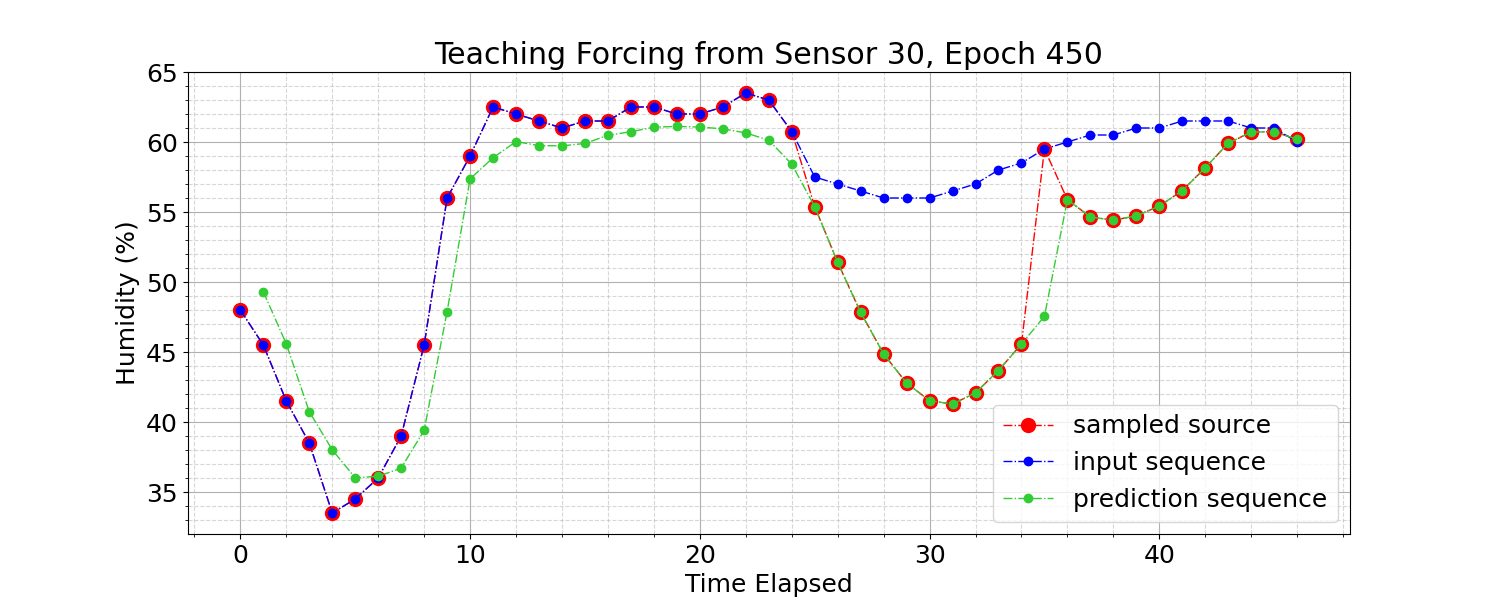 Teaching Forcing from Sensor 30, Epoch 450
65
60
55
50
45
40
35
Humidity (%)
sampled source
input sequence
prediction sequence
0 10 20 30 40
Time Elapsed